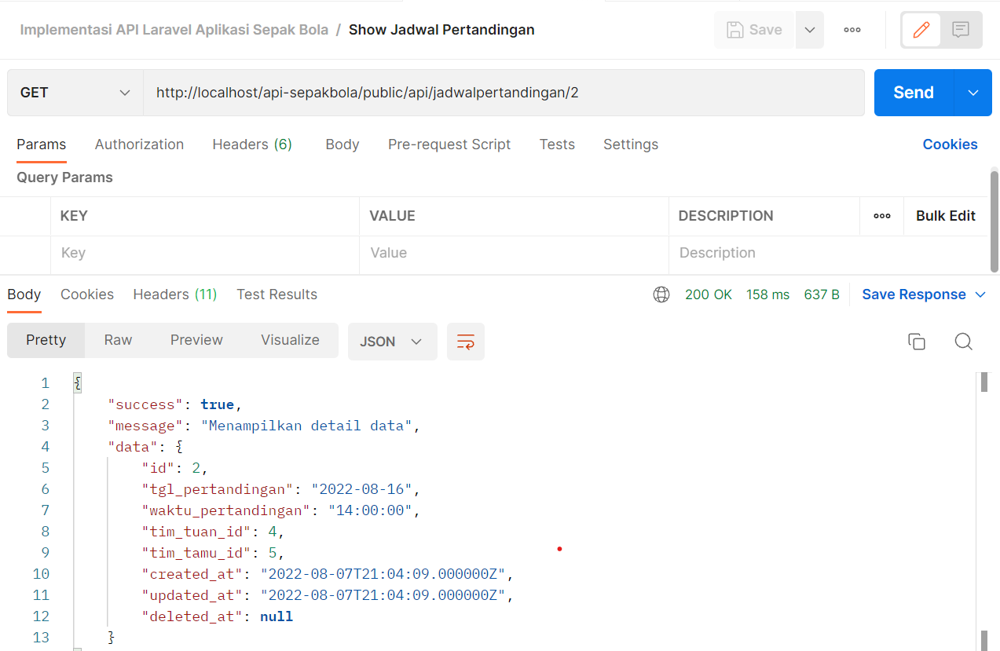 Implementasi API Laravel Aplikasi Sepak Bola / Show Jadwal Pertandingan
Save
GET
http://localhost/api-sepakbola/public/api/jadwalpertandingan/2
Send
Params Authorization Headers (6) Body Pre-request Script Tests Settings Cookies
Query Params
KEY VALUE DESCRIPTION Bulk Edit
Key Value Description
Body Cookies Headers (11) Test Results 200 OK 158 ms 637 B Save Response
Pretty Raw Preview Visualize JSON
1 {
2 "success": true,
3 "message": "Menampilkan detail data",
4 "data": {
5 "id": 2,
6 "tgl_pertandingan": "2022-08-16",
7 "waktu_pertandingan": "14:00:00",
8 "tim_tuan_id": 4,
9 "tim_tamu_id": 5,
10 "created_at": "2022-08-07T21:04:09.000000Z",
11 "updated_at": "2022-08-07T21:04:09.000000Z",
12 "deleted_at": null
13 }